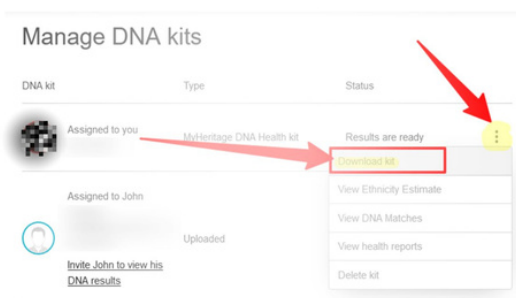 Manage DNA kits
DNA kit Type Status
Assigned to you
MyHeritage DNA Health kit Results are ready
Download kit
View Ethnicity Estimate
Assigned to John
View DNA Matches
Uploaded
View health reports
Invite John to view his
DNA results
Delete kit